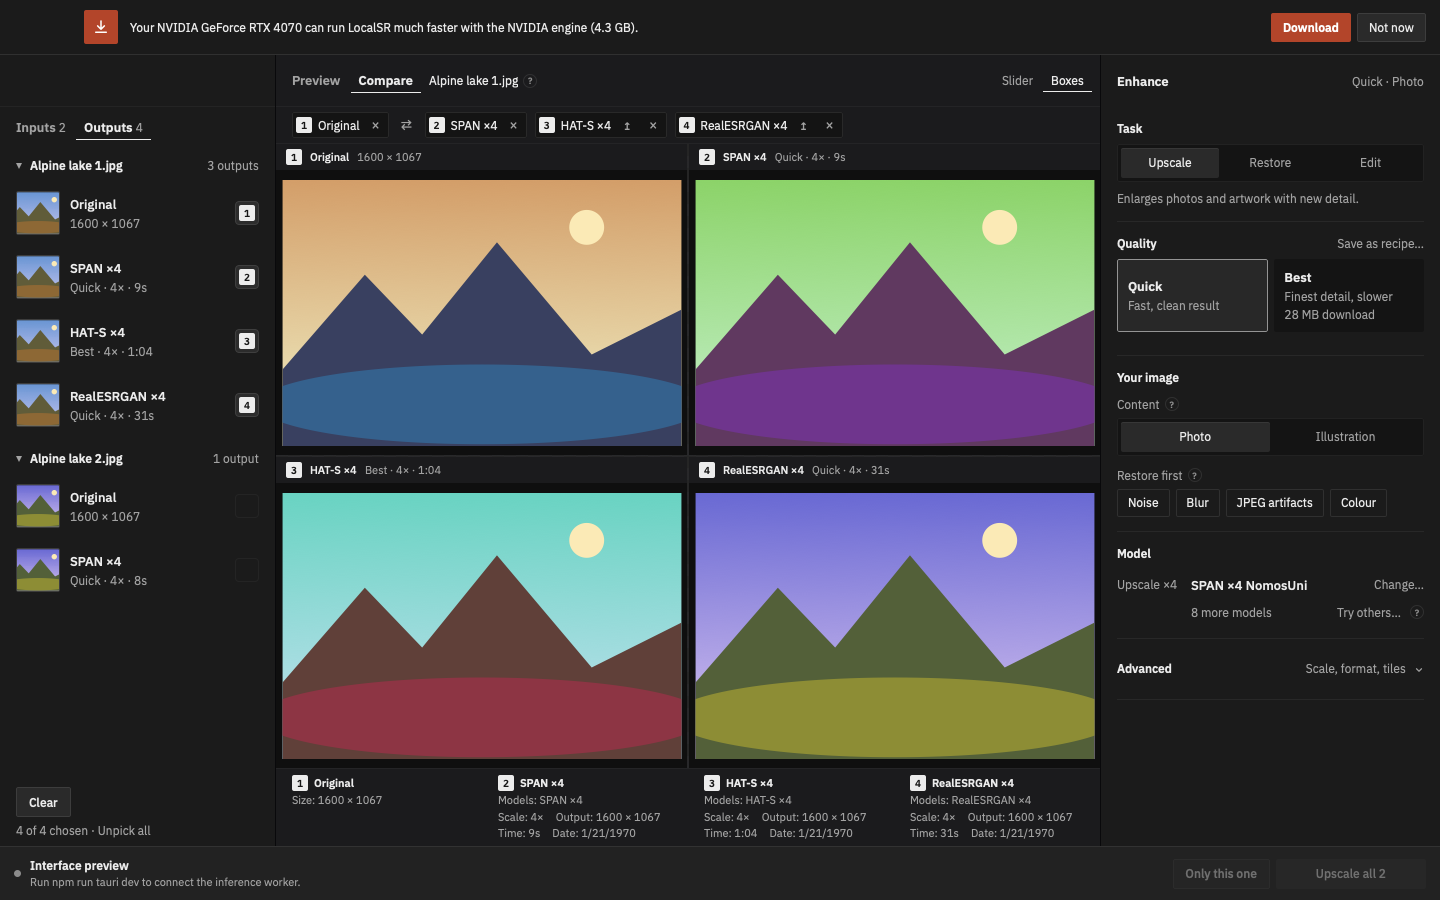 Your NVIDIA GeForce RTX 4070 can run LocalSR much faster with the NVIDIA engine (4.3 GB).
Download
Not now
Inputs 2
Outputs 4
Alpine lake 1.jpg
3 outputs
Original
1600 × 1067
1
SPAN ×4
Quick · 4× · 9s
2
HAT-S ×4
Best · 4× · 1:04
3
RealESRGAN ×4
Quick · 4× · 31s
4
Alpine lake 2.jpg
1 output
Original
1600 × 1067
SPAN ×4
Quick · 4× · 8s
Clear
4 of 4 chosen · Unpick all
Preview
Compare
Alpine lake 1.jpg
?
Slider
Boxes
1 Original ×
⇄
2 SPAN ×4 ×
3 HAT-S ×4 ↥ ×
4 RealESRGAN ×4 ↥ ×
1 Original 1600 × 1067
2 SPAN ×4 Quick · 4× · 9s
3 HAT-S ×4 Best · 4× · 1:04
4 RealESRGAN ×4 Quick · 4× · 31s
1 Original
Size: 1600 × 1067
2 SPAN ×4
Models: SPAN ×4
Scale: 4× Output: 1600 × 1067
Time: 9s Date: 1/21/1970
3 HAT-S ×4
Models: HAT-S ×4
Scale: 4× Output: 1600 × 1067
Time: 1:04 Date: 1/21/1970
4 RealESRGAN ×4
Models: RealESRGAN ×4
Scale: 4× Output: 1600 × 1067
Time: 31s Date: 1/21/1970
Enhance
Quick · Photo
Task
Upscale
Restore
Edit
Enlarges photos and artwork with new detail.
Quality
Save as recipe...
Quick
Fast, clean result
Best
Finest detail, slower
28 MB download
Your image
Content ?
Photo
Illustration
Restore first ?
Noise
Blur
JPEG artifacts
Colour
Model
Upscale ×4
SPAN ×4 NomosUni
Change...
8 more models
Try others... ?
Advanced
Scale, format, tiles
Interface preview
Run npm run tauri dev to connect the inference worker.
Only this one
Upscale all 2